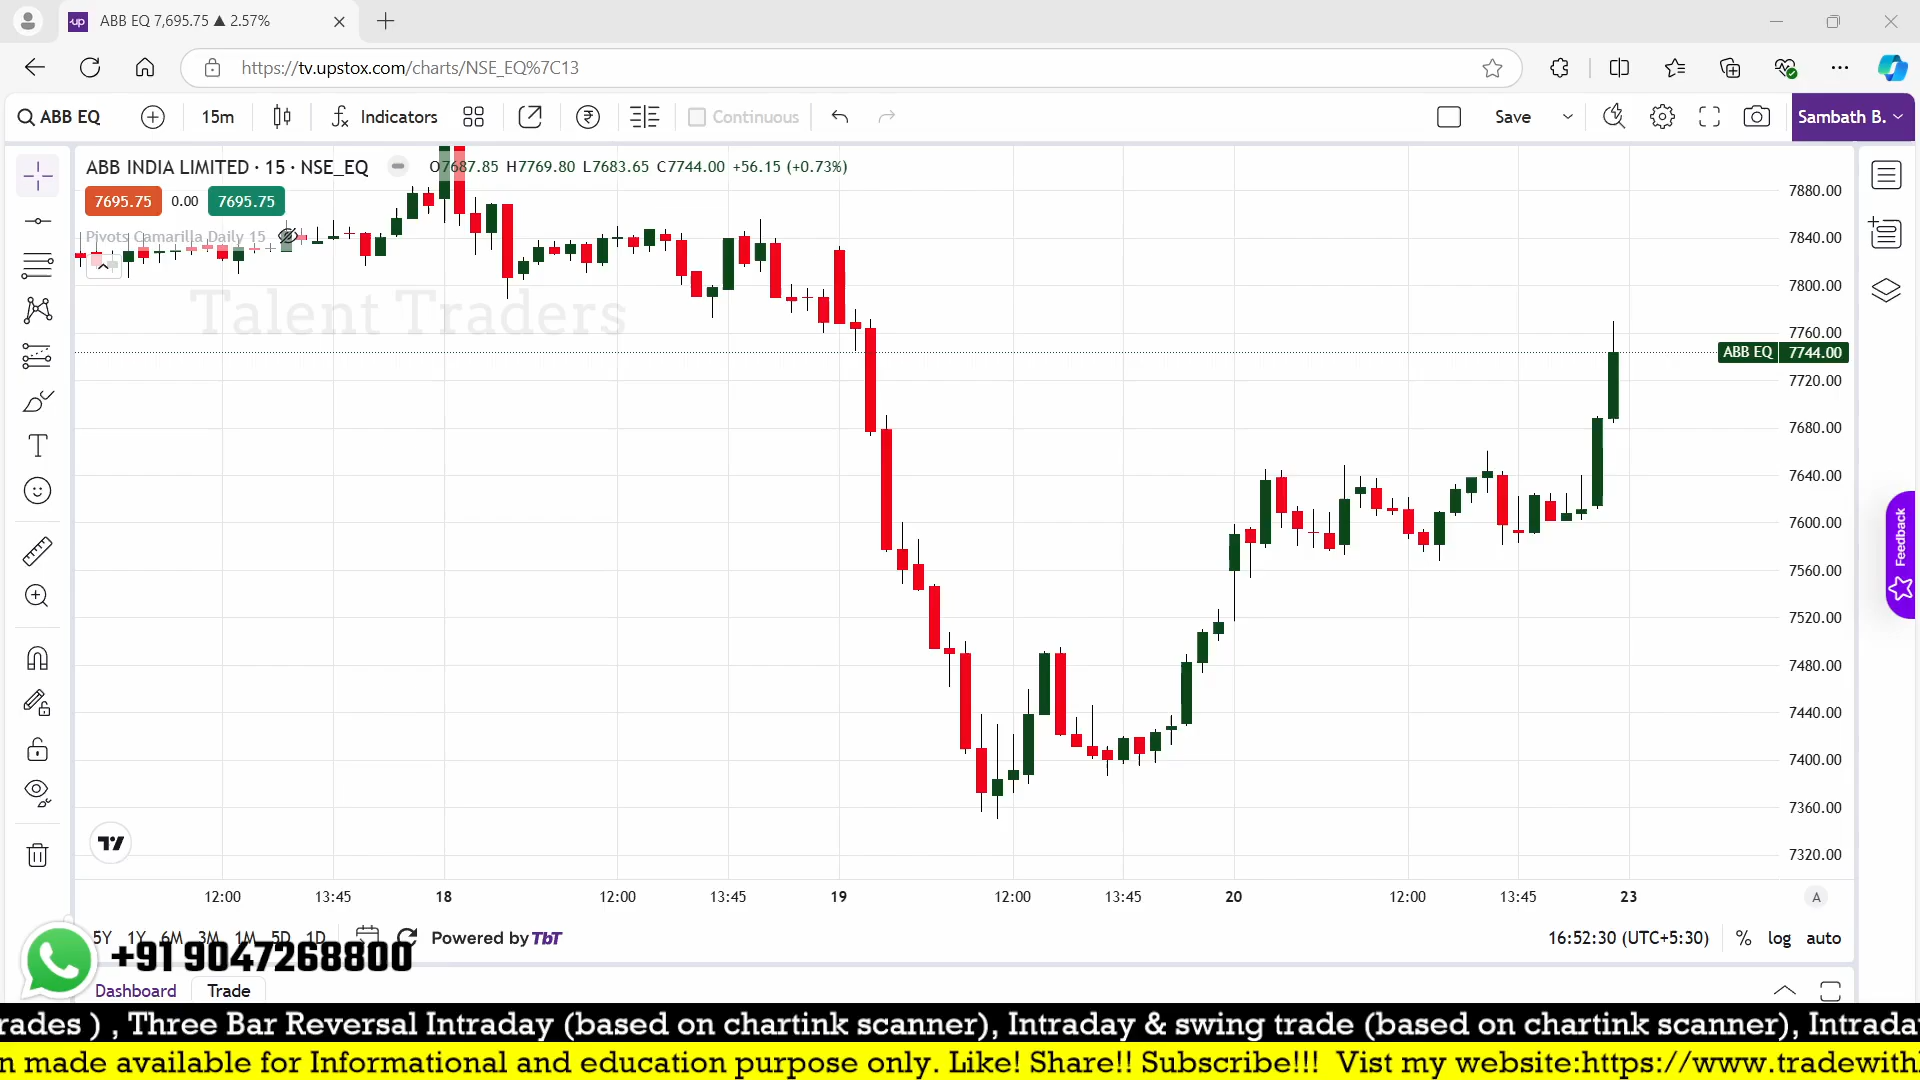 ABB EQ 7,695.75 ▲ 2.57%
https://tv.upstox.com/charts/NSE_EQ%7C13
ABB EQ
15m
Indicators
Continuous
Save
Sambath B.
ABB INDIA LIMITED · 15 · NSE_EQ
O7687.85 H7769.80 L7683.65 C7744.00 +56.15 (+0.73%)
7695.75 0.00 7695.75
Pivots Camarilla Daily 15
Talent Traders
7880.00
7840.00
7800.00
7760.00
ABB EQ 7744.00
7720.00
7680.00
7640.00
7600.00
7560.00
7520.00
7480.00
7440.00
7400.00
7360.00
7320.00
Feedback
12:00 13:45 18 12:00 13:45 19 12:00 13:45 20 12:00 13:45 23
A
5Y 1Y 6M 3M 1M 5D 1D
Powered by TbT
16:52:30 (UTC+5:30) % log auto
+91 9047268800
Dashboard Trade
rades ) , Three Bar Reversal Intraday (based on chartink scanner), Intraday & swing trade (based on chartink scanner), Intrada
n made available for Informational and education purpose only. Like! Share!! Subscribe!!! Vist my website:https://www.tradewith